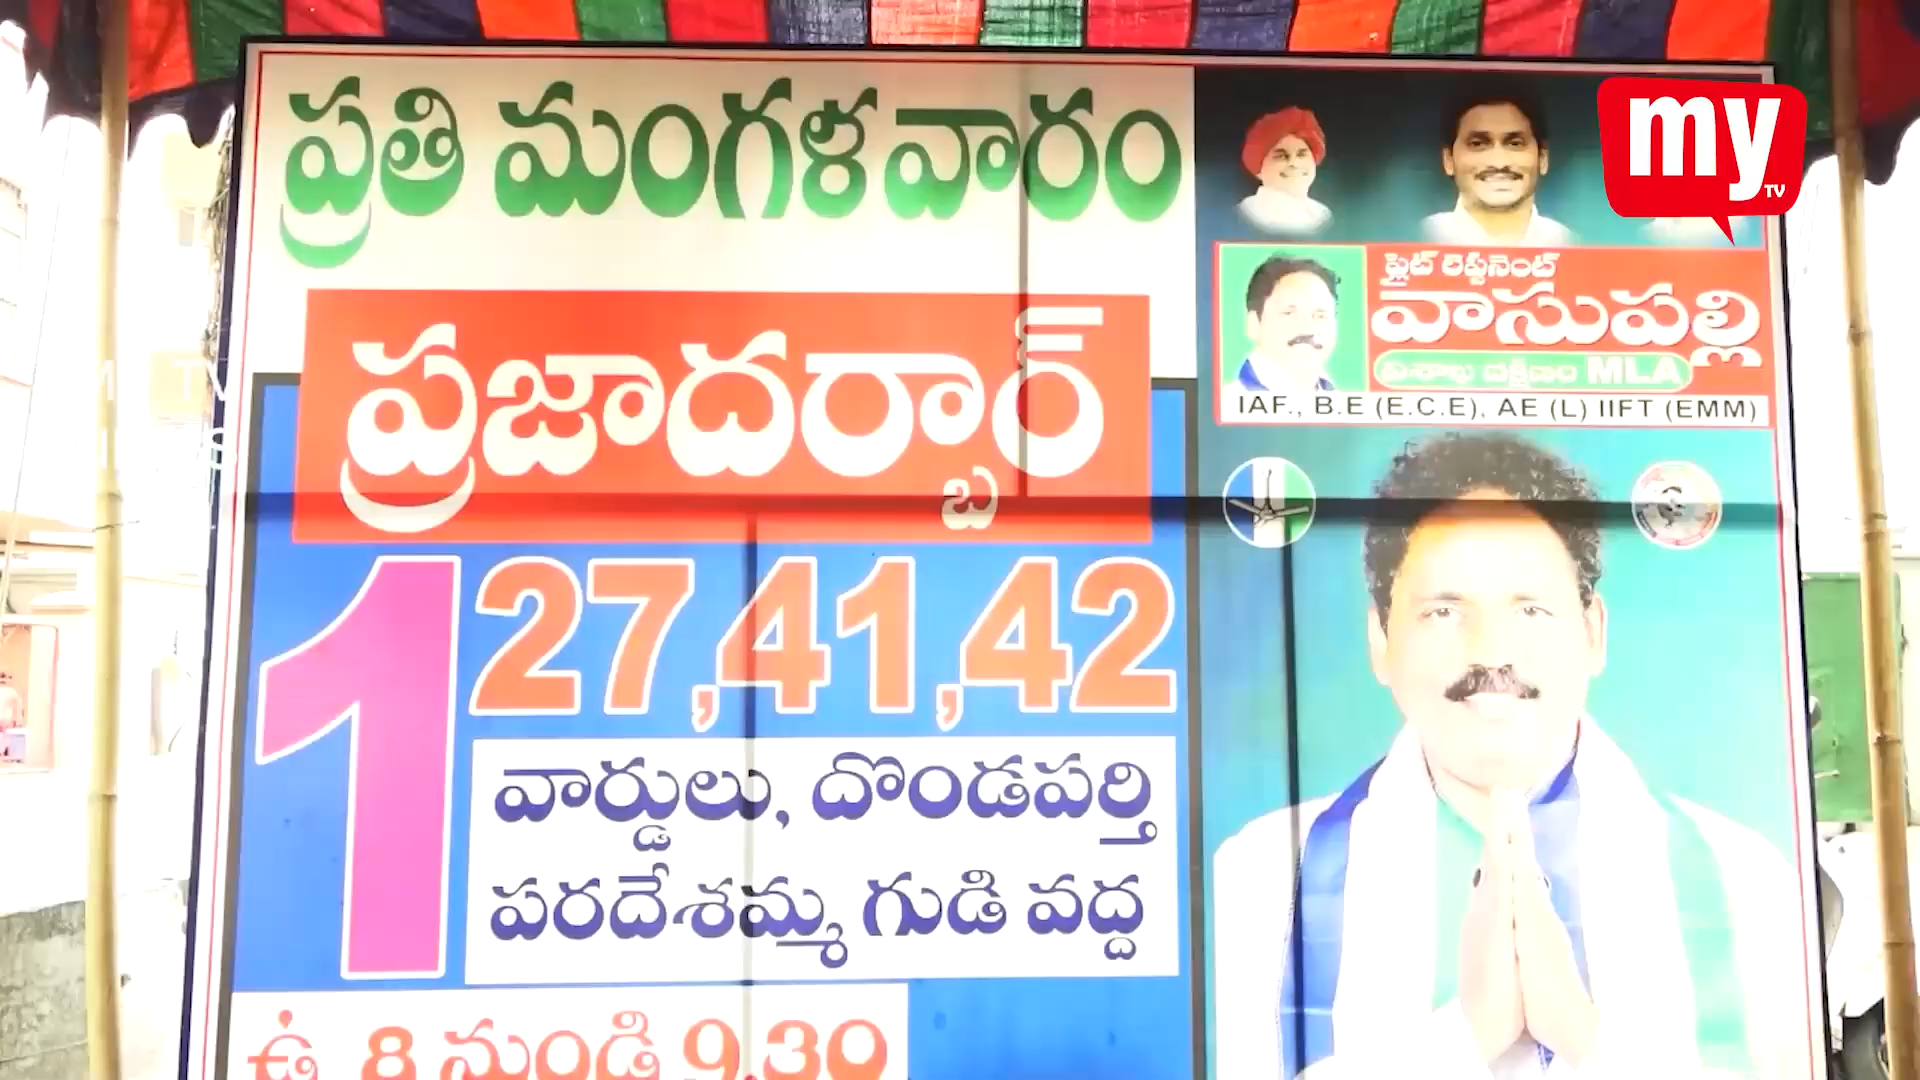 ప్రతి మంగళవారం
ప్రజాదర్బార్
1
27,41,42
వార్డులు, దొండపర్తి
పరదేశమ్మ గుడి వద్ద
ఉ. 8 నుండి 9.30
my
TV
ఫ్లైట్ లెఫ్ట్‌నెంట్
వాసుపల్లి
విశాఖ దక్షిణం MLA
IAF., B.E (E.C.E), AE (L) IIFT (EMM)